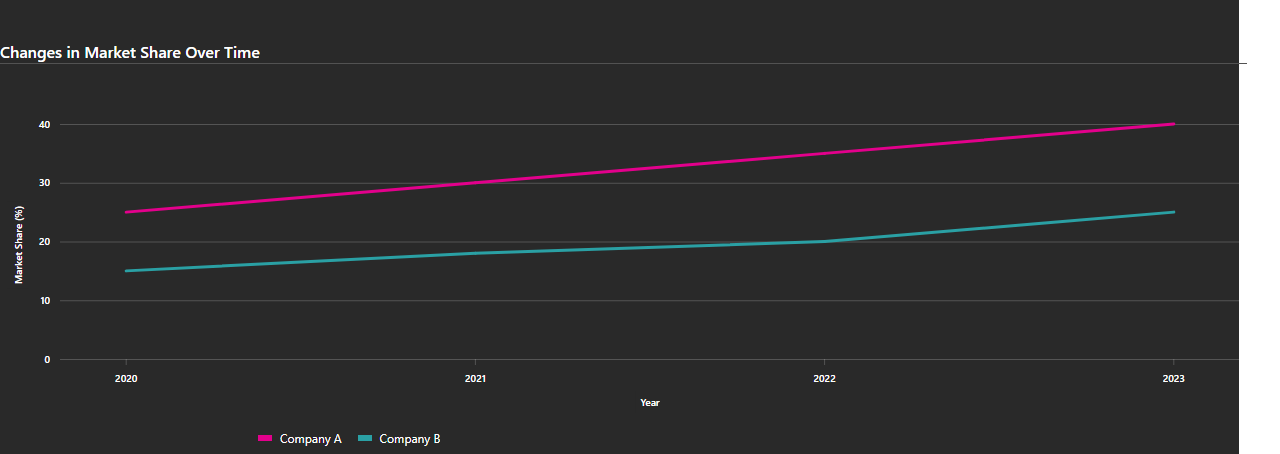 Changes in Market Share Over Time
40
30
20
10
0
Market Share (%)
2020 2021 2022 2023
Year
Company A Company B